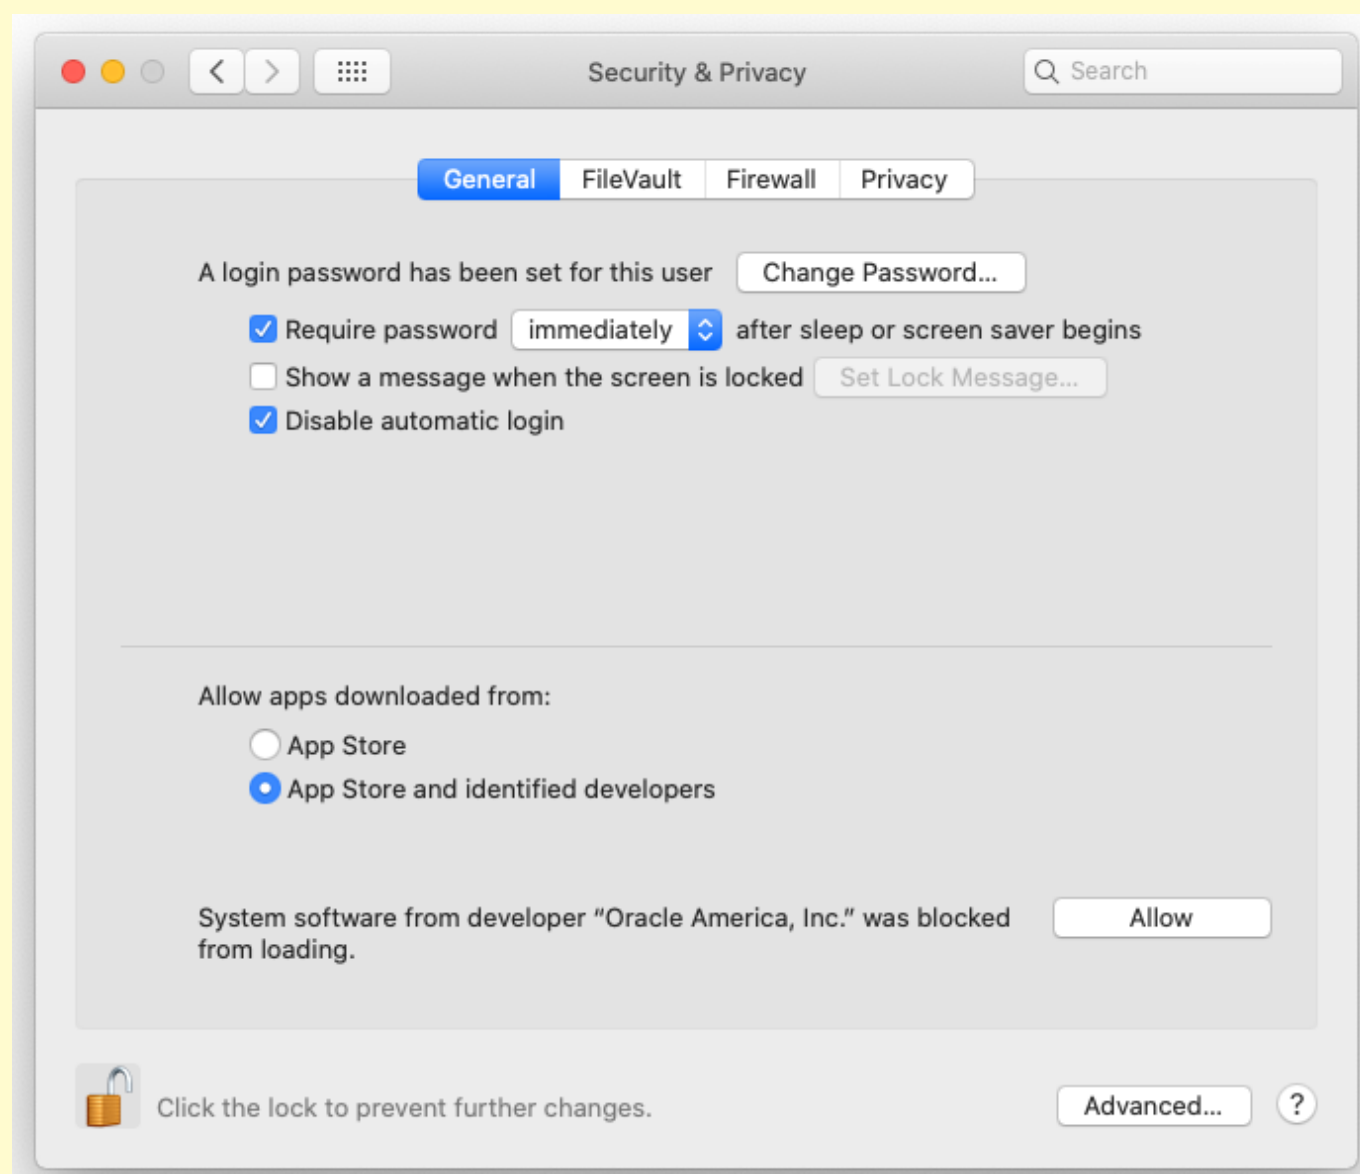 Security & Privacy
Search
General FileVault Firewall Privacy
A login password has been set for this user Change Password...
Require password immediately after sleep or screen saver begins
Show a message when the screen is locked Set Lock Message...
Disable automatic login
Allow apps downloaded from:
App Store
App Store and identified developers
System software from developer “Oracle America, Inc.” was blocked
from loading.
Allow
Click the lock to prevent further changes.
Advanced... ?